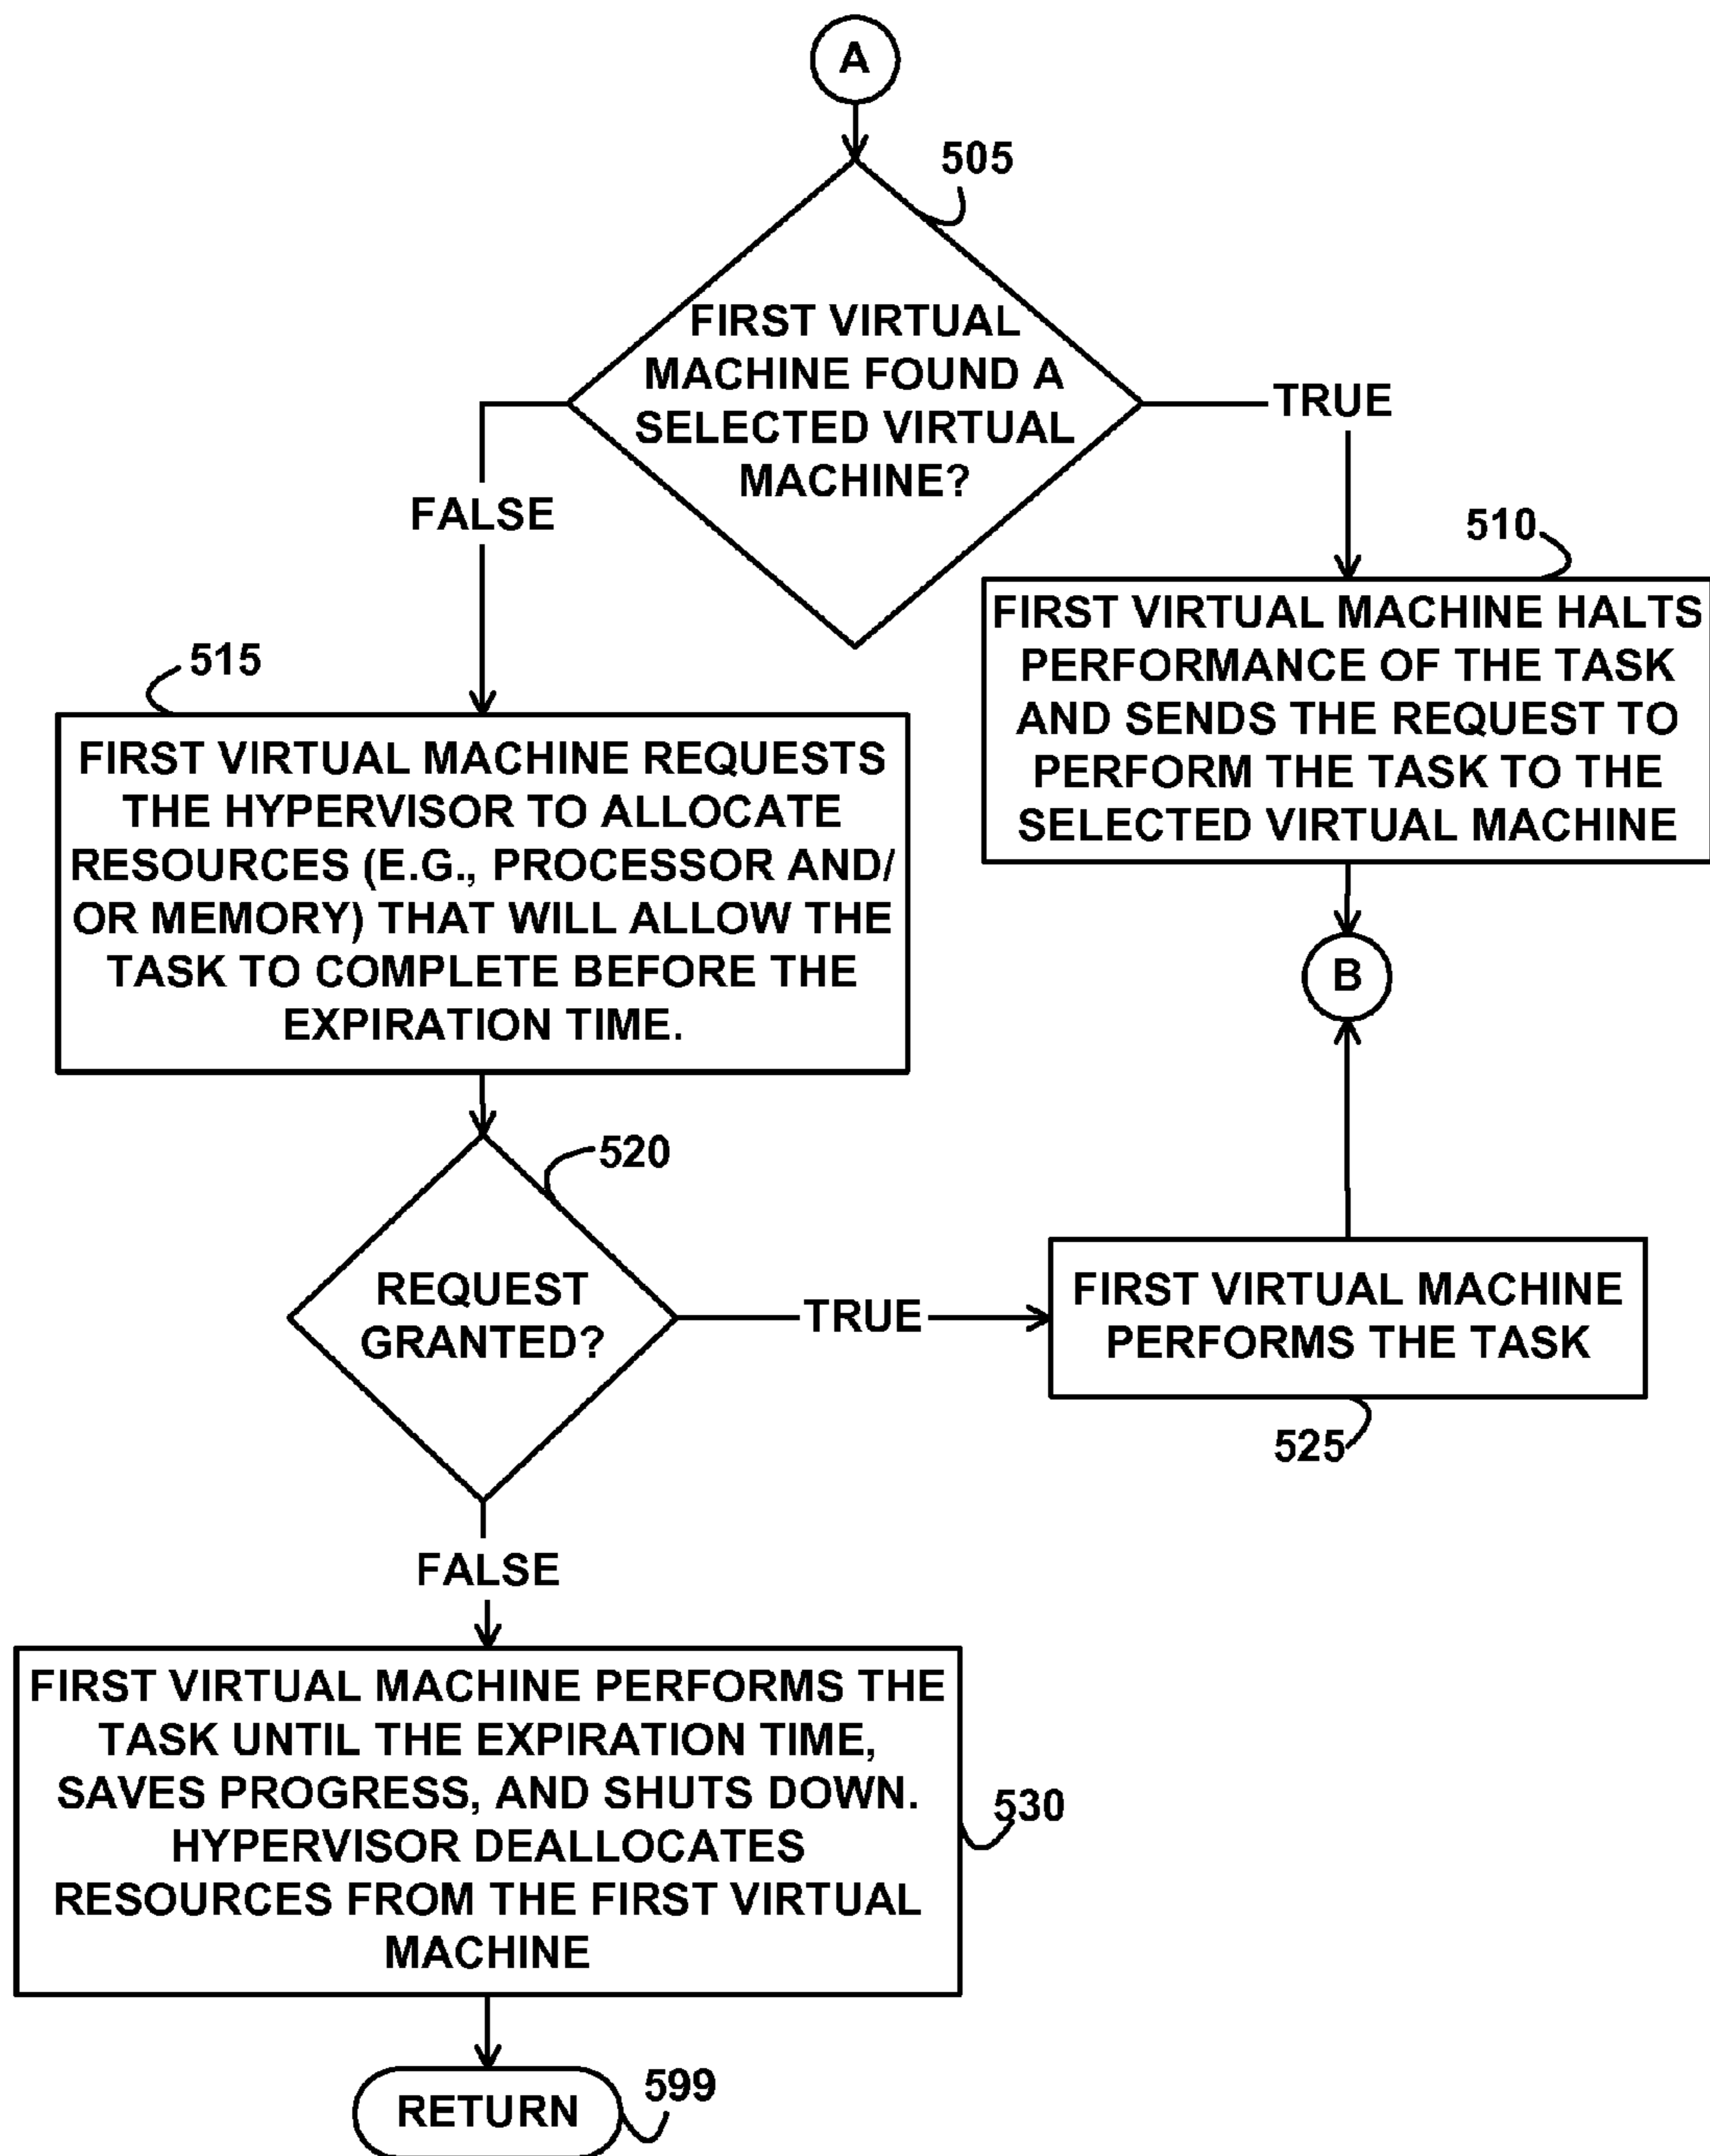 A
505
FIRST VIRTUAL
MACHINE FOUND A
SELECTED VIRTUAL
MACHINE?
TRUE
FALSE
510
FIRST VIRTUAL MACHINE HALTS
PERFORMANCE OF THE TASK
AND SENDS THE REQUEST TO
PERFORM THE TASK TO THE
SELECTED VIRTUAL MACHINE
515
FIRST VIRTUAL MACHINE REQUESTS
THE HYPERVISOR TO ALLOCATE
RESOURCES (E.G., PROCESSOR AND/
OR MEMORY) THAT WILL ALLOW THE
TASK TO COMPLETE BEFORE THE
EXPIRATION TIME.
B
520
REQUEST
GRANTED?
TRUE
FIRST VIRTUAL MACHINE
PERFORMS THE TASK
525
FALSE
FIRST VIRTUAL MACHINE PERFORMS THE
TASK UNTIL THE EXPIRATION TIME,
SAVES PROGRESS, AND SHUTS DOWN.
HYPERVISOR DEALLOCATES
RESOURCES FROM THE FIRST VIRTUAL
MACHINE
530
RETURN
599